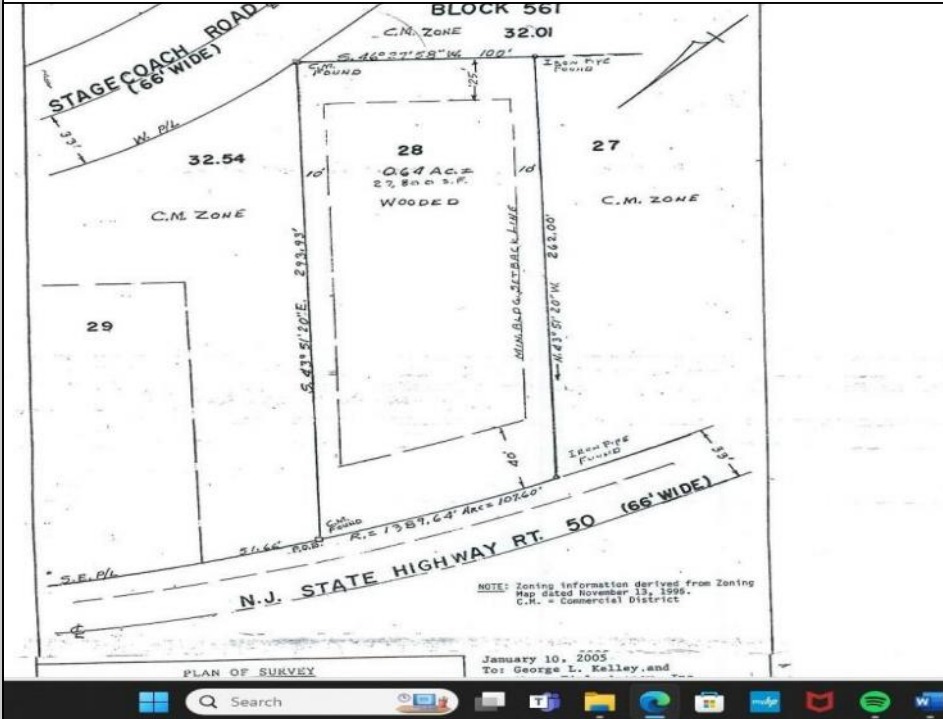 BLOCK 561
C.M. ZONE 32.01
STAGECOACH ROAD
(66' WIDE)
S. 46°27'58" W. 100'
C.M. FOUND
IRON PIPE FOUND
25'
33'
W. P/L
32.54
C.M. ZONE
28
0.64 AC.±
27,800 S.F.
WOODED
10'
10'
27
C.M. ZONE
S. 43°51'20" E. 293.93'
MIN. BLDG. SETBACK LINE
N. 43°51'20" W. 262.00'
29
40'
IRON PIPE FOUND
33'
C.M. FOUND
S.E. P/L
51.66'
P.O.B.
R. = 1389.64' ARC = 107.60'
N.J. STATE HIGHWAY RT. 50 (66' WIDE)
NOTE: Zoning information derived from Zoning
Map dated November 13, 1996.
C.M. = Commercial District
PLAN OF SURVEY
January 10, 2005
To: George L. Kelley, and
Search